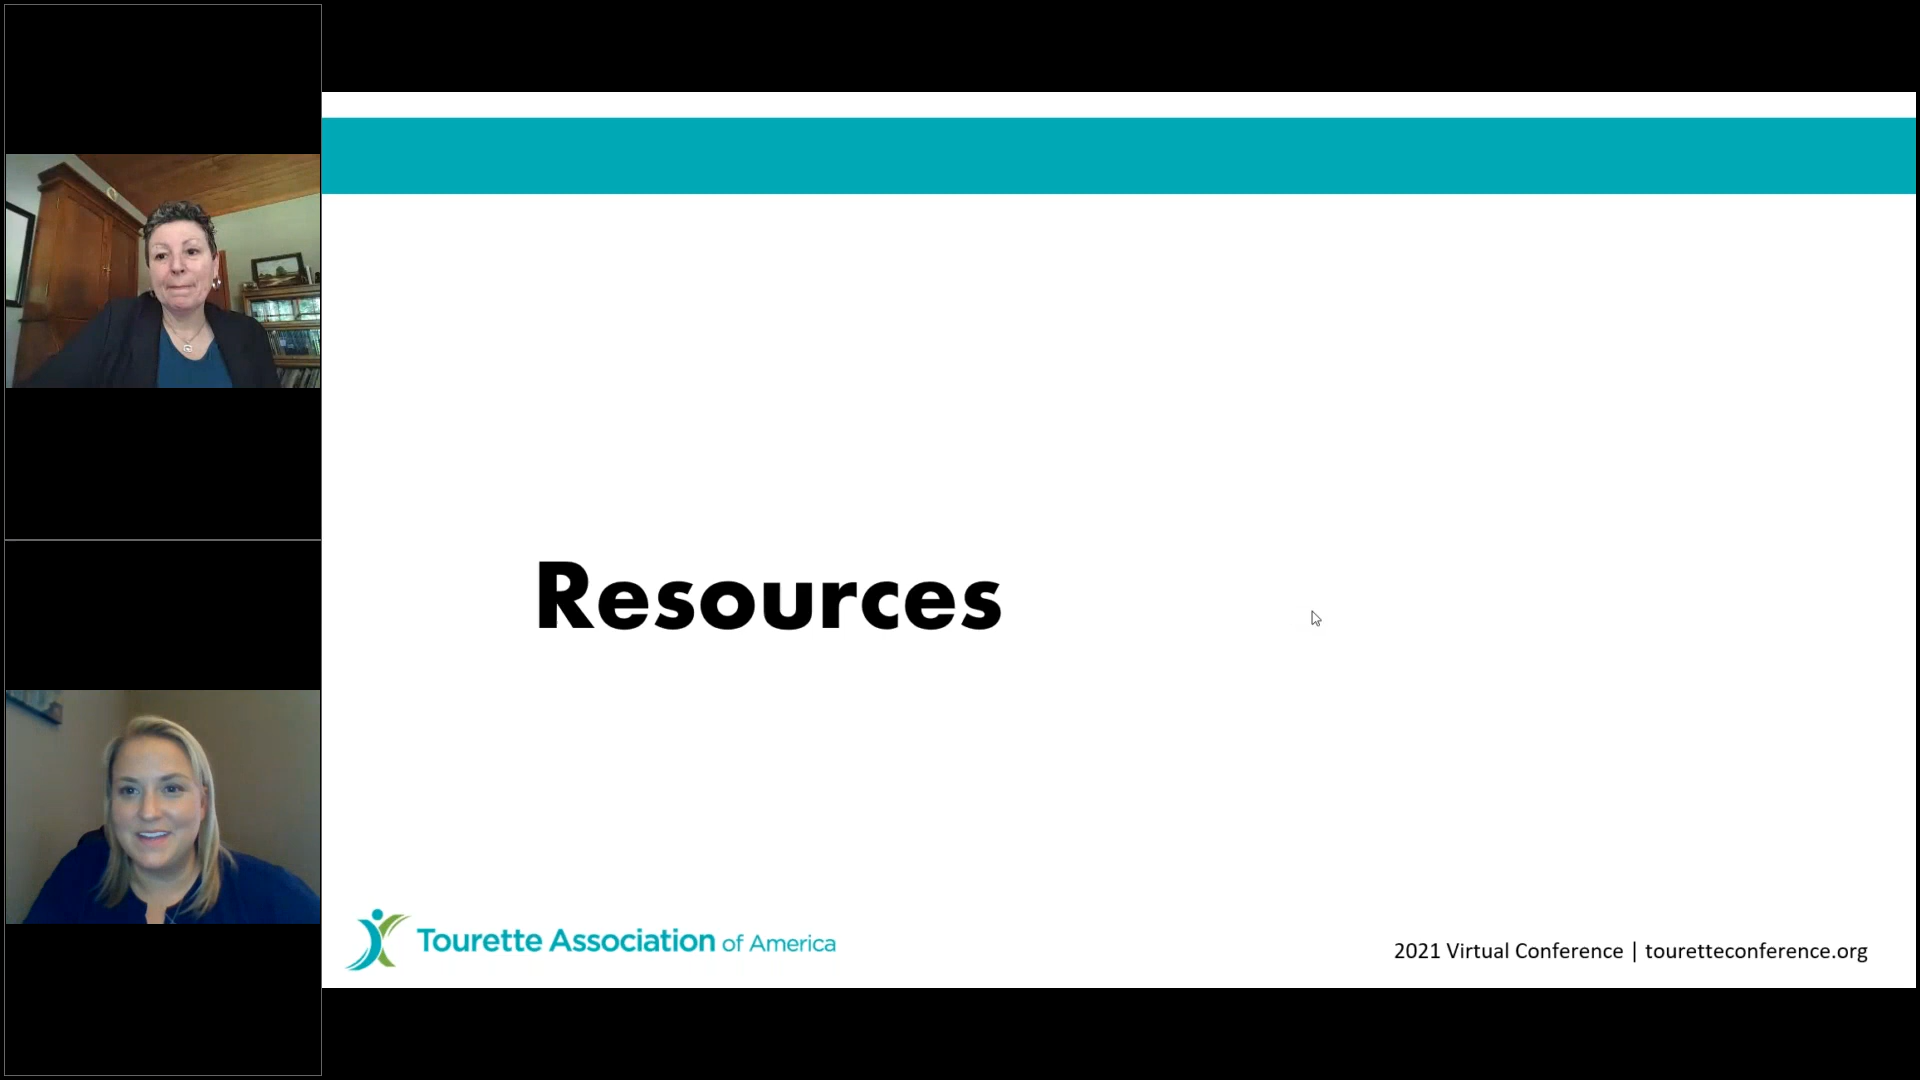 Resources
Tourette Association of America
2021 Virtual Conference | touretteconference.org